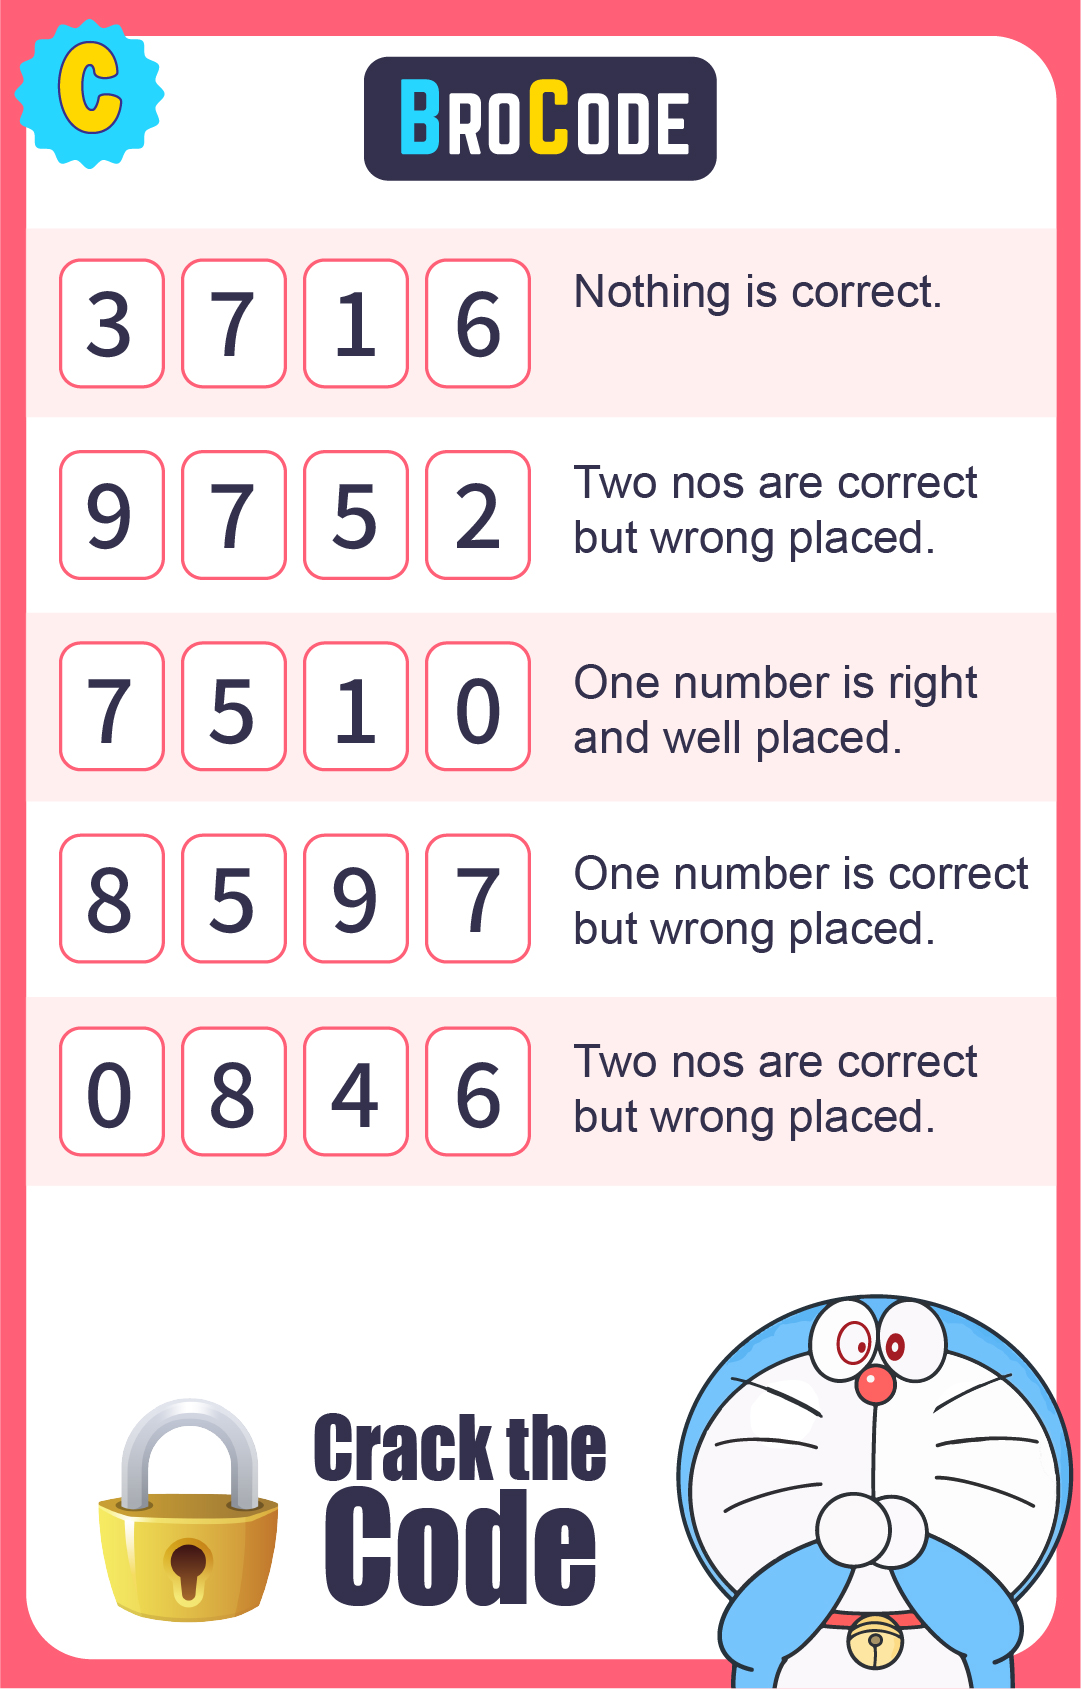 C
BROCODE
3 7 1 6 Nothing is correct.
9 7 5 2 Two nos are correct
but wrong placed.
7 5 1 0 One number is right
and well placed.
8 5 9 7 One number is correct
but wrong placed.
0 8 4 6 Two nos are correct
but wrong placed.
Crack the
Code